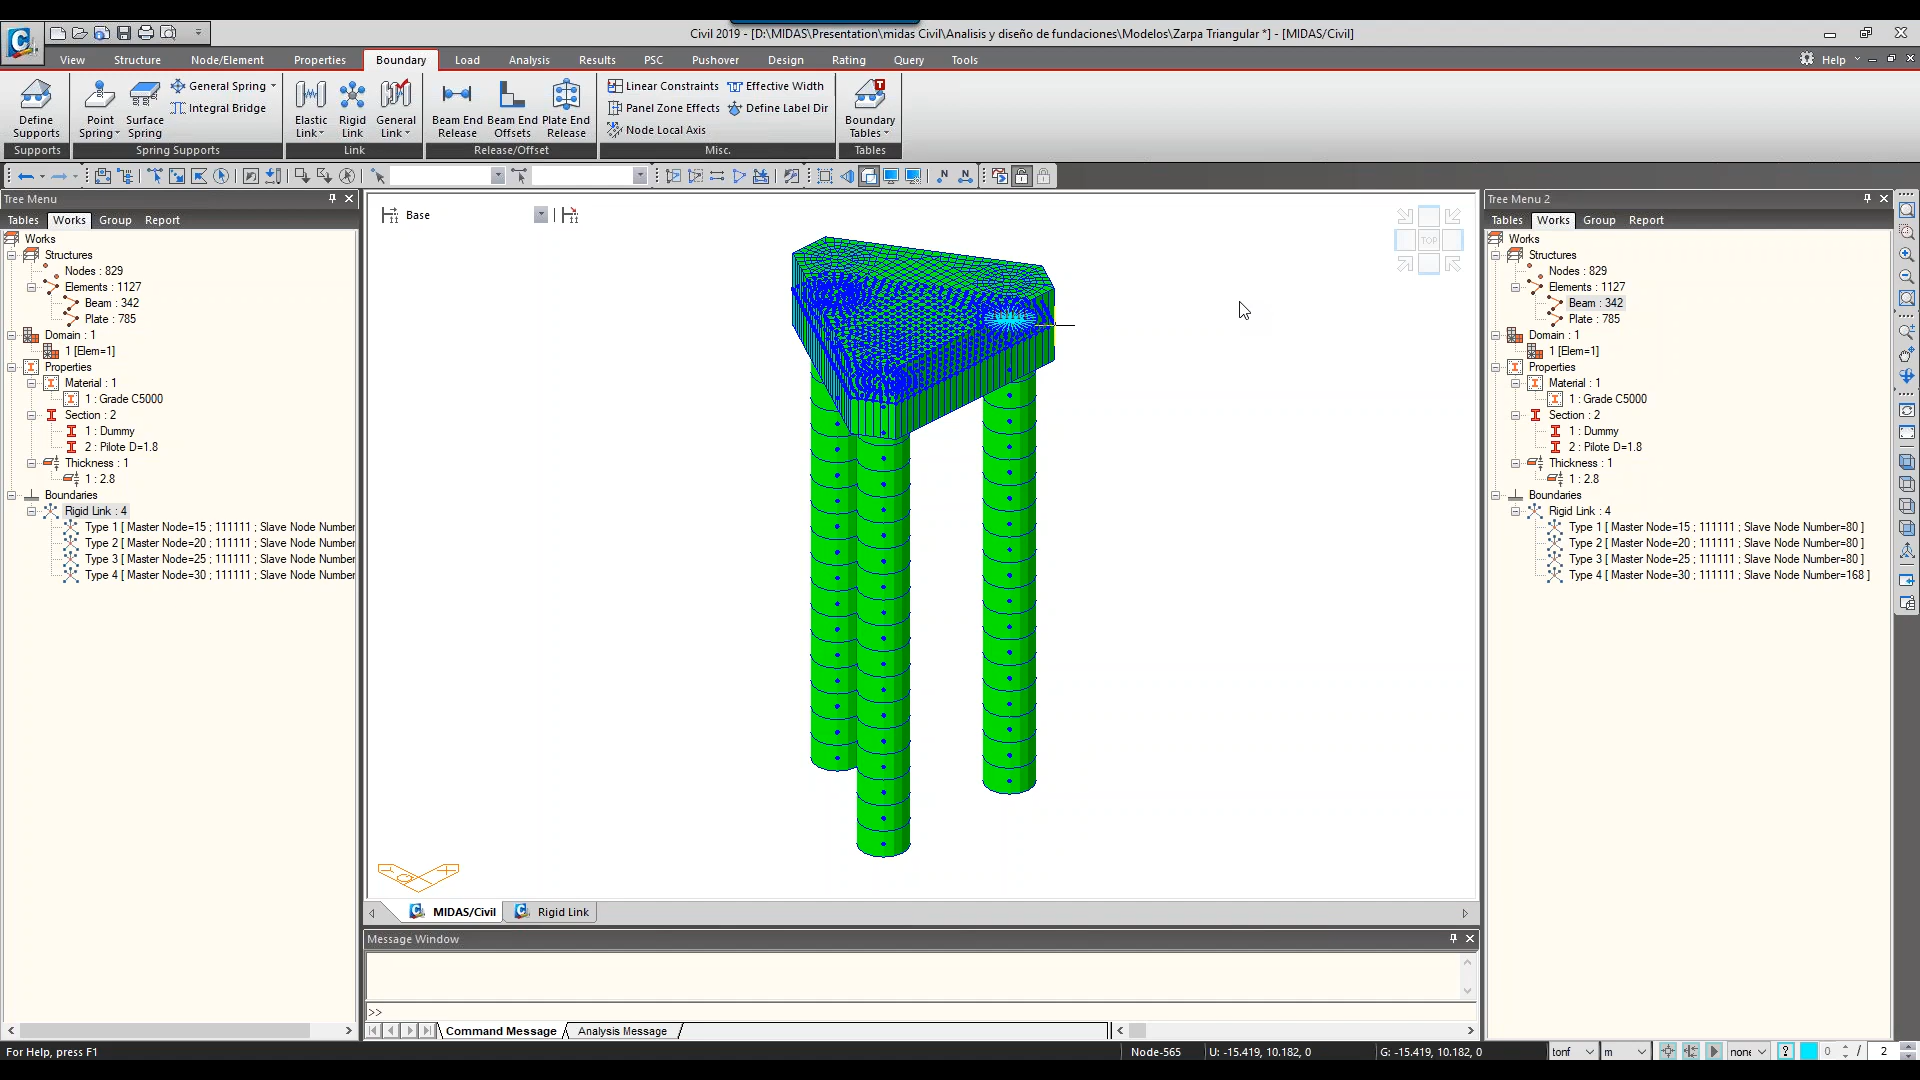 Civil 2019 - [D:\MIDAS\Presentation\midas Civil\Analisis y diseño de fundaciones\Modelos\Zarpa Triangular *] - [MIDAS/Civil]
View Structure Node/Element Properties Boundary Load Analysis Results PSC Pushover Design Rating Query Tools Help
Define Supports
Point Spring
Surface Spring
General Spring
Integral Bridge
Elastic Link
Rigid Link
General Link
Beam End Release
Beam End Offsets
Plate End Release
Linear Constraints
Effective Width
Panel Zone Effects
Define Label Dir
Node Local Axis
Boundary Tables
Supports Spring Supports Link Release/Offset Misc. Tables
Tree Menu
Tables Works Group Report
Works
Structures
Nodes : 829
Elements : 1127
Beam : 342
Plate : 785
Domain : 1
1 [Elem=1]
Properties
Material : 1
1 : Grade C5000
Section : 2
1 : Dummy
2 : Pilote D=1.8
Thickness : 1
1 : 2.8
Boundaries
Rigid Link : 4
Type 1 [ Master Node=15 ; 111111 ; Slave Node Number
Type 2 [ Master Node=20 ; 111111 ; Slave Node Number
Type 3 [ Master Node=25 ; 111111 ; Slave Node Number
Type 4 [ Master Node=30 ; 111111 ; Slave Node Number
Base
TOP
MIDAS/Civil Rigid Link
Message Window
>>
Command Message Analysis Message
Tree Menu 2
Tables Works Group Report
Works
Structures
Nodes : 829
Elements : 1127
Beam : 342
Plate : 785
Domain : 1
1 [Elem=1]
Properties
Material : 1
1 : Grade C5000
Section : 2
1 : Dummy
2 : Pilote D=1.8
Thickness : 1
1 : 2.8
Boundaries
Rigid Link : 4
Type 1 [ Master Node=15 ; 111111 ; Slave Node Number=80 ]
Type 2 [ Master Node=20 ; 111111 ; Slave Node Number=80 ]
Type 3 [ Master Node=25 ; 111111 ; Slave Node Number=80 ]
Type 4 [ Master Node=30 ; 111111 ; Slave Node Number=168 ]
For Help, press F1 Node-565 U: -15.419, 10.182, 0 G: -15.419, 10.182, 0 tonf m none ? 0 / 2